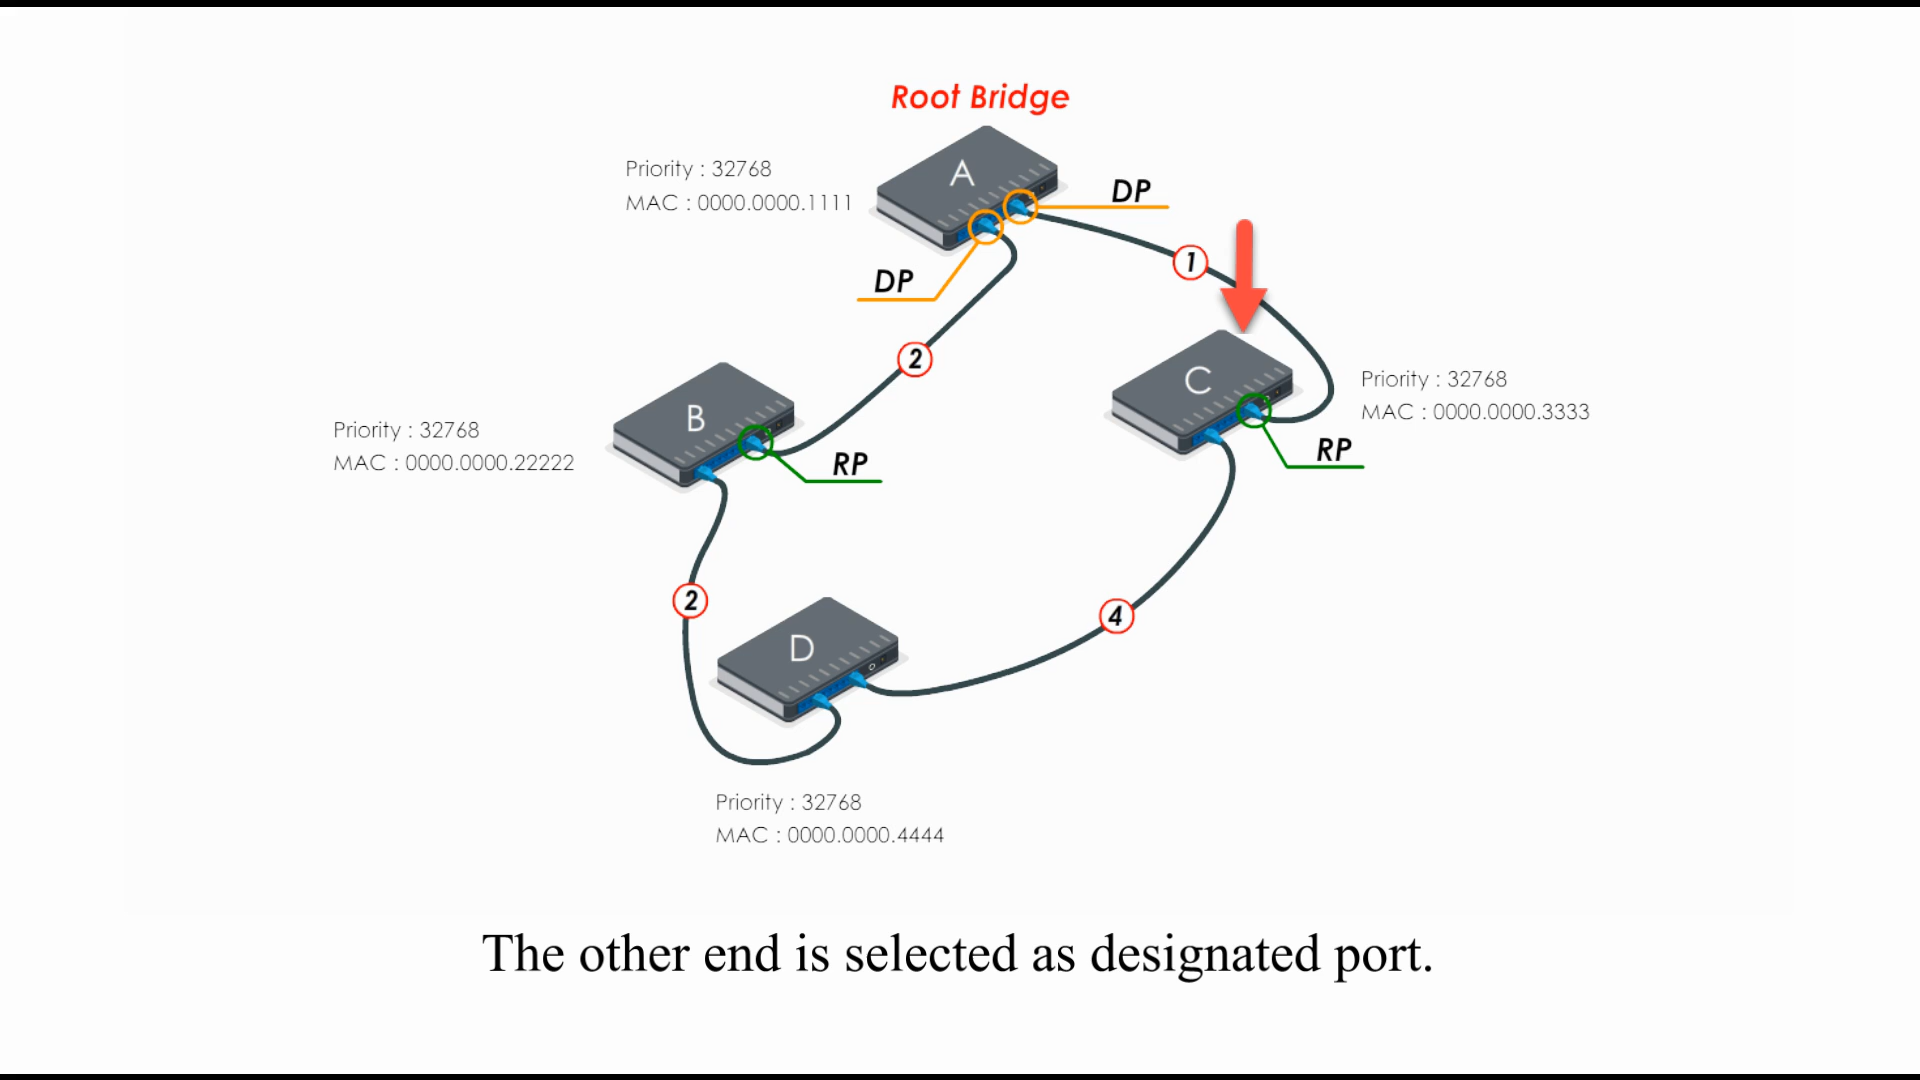 Root Bridge
Priority : 32768
MAC : 0000.0000.1111
A
DP
DP
1
2
C
Priority : 32768
MAC : 0000.0000.3333
RP
B
Priority : 32768
MAC : 0000.0000.22222
RP
2
4
D
Priority : 32768
MAC : 0000.0000.4444
The other end is selected as designated port.